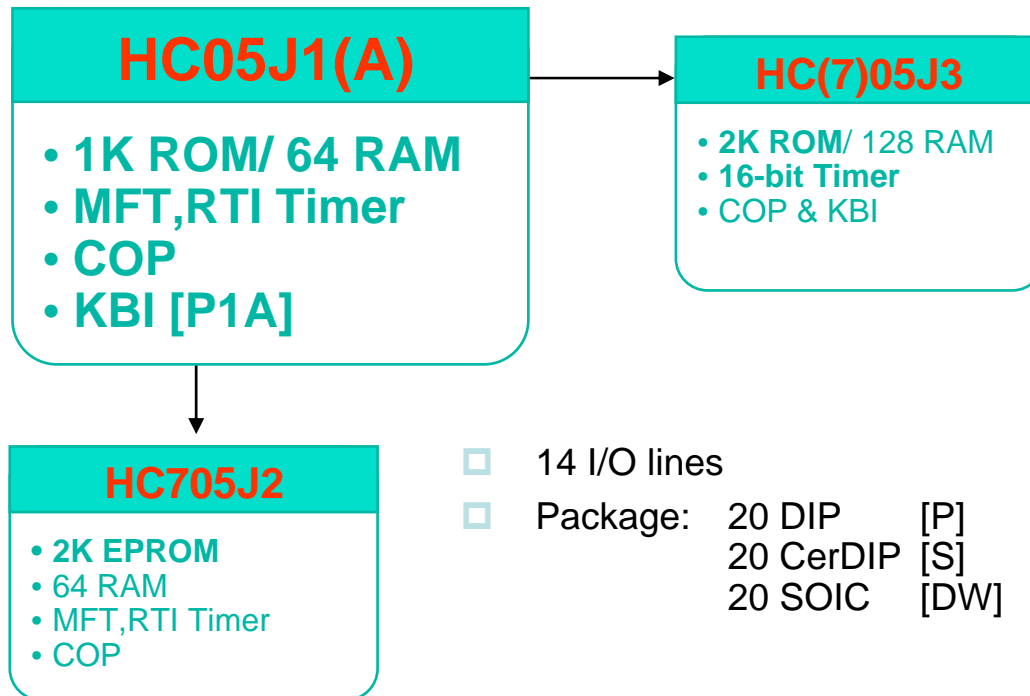 HC05J1(A)
• 1K ROM/ 64 RAM
• MFT,RTI Timer
• COP
• KBI [P1A]
HC(7)05J3
• 2K ROM/ 128 RAM
• 16-bit Timer
• COP & KBI
HC705J2
• 2K EPROM
• 64 RAM
• MFT,RTI Timer
• COP
14 I/O lines
Package: 20 DIP [P]
20 CerDIP [S]
20 SOIC [DW]